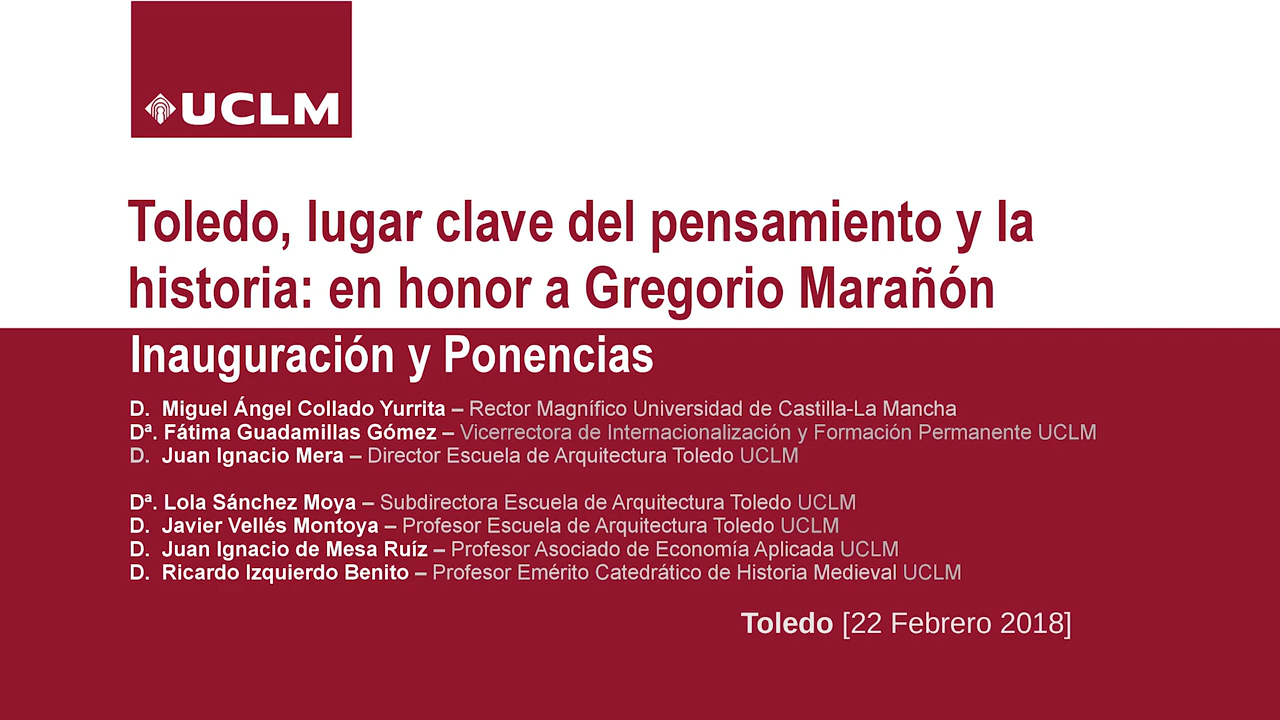 UCLM
Toledo, lugar clave del pensamiento y la
historia: en honor a Gregorio Marañón
Inauguración y Ponencias
D. Miguel Ángel Collado Yurrita – Rector Magnífico Universidad de Castilla-La Mancha
Dª. Fátima Guadamillas Gómez – Vicerrectora de Internacionalización y Formación Permanente UCLM
D. Juan Ignacio Mera – Director Escuela de Arquitectura Toledo UCLM
Dª. Lola Sánchez Moya – Subdirectora Escuela de Arquitectura Toledo UCLM
D. Javier Vellés Montoya – Profesor Escuela de Arquitectura Toledo UCLM
D. Juan Ignacio de Mesa Ruíz – Profesor Asociado de Economía Aplicada UCLM
D. Ricardo Izquierdo Benito – Profesor Emérito Catedrático de Historia Medieval UCLM
Toledo [22 Febrero 2018]